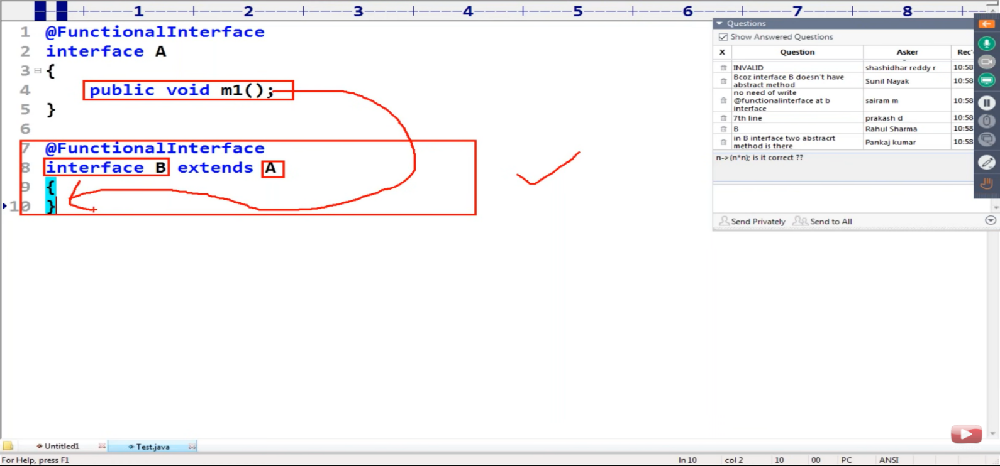 1 2 3 4 5 6 7 8
1 @FunctionalInterface
2 interface A
3 {
4 public void m1();
5 }
6
7 @FunctionalInterface
8 interface B extends A
9 {
10 }
Questions
Show Answered Questions
X Question Asker Rec'
INVALID shashidhar reddy r 10:58
Bcoz interface B doesn't have
abstract method Sunil Nayak 10:58
no need of write
@functionalinterface at b
interface sairam m 10:58
7th line prakash d 10:58
B Rahul Sharma 10:58
in B interface two abstracrt
method is there Pankaj kumar 10:58
n->(n*n); is it correct ??
Send Privately Send to All
Untitled1 Test.java
For Help, press F1 ln 10 col 2 10 00 PC ANSI